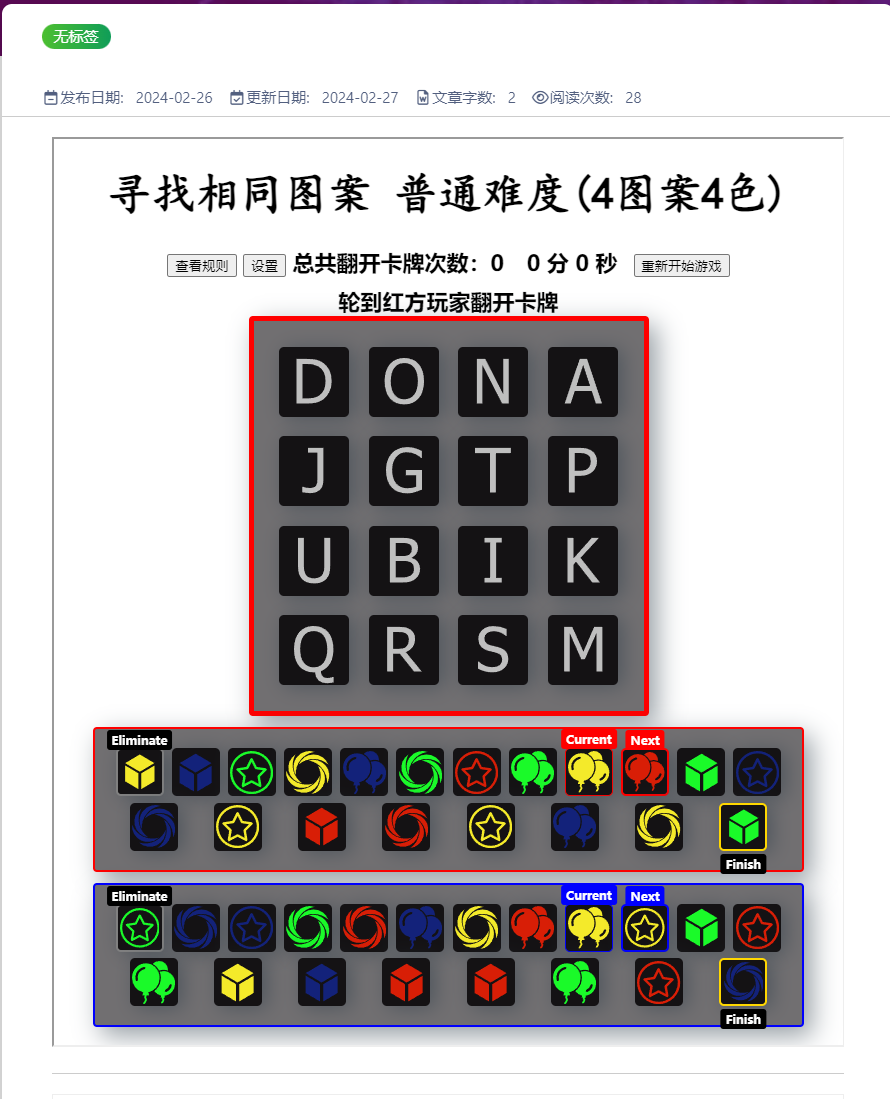 无标签
发布日期: 2024-02-26 更新日期: 2024-02-27 文章字数: 2 阅读次数: 28
寻找相同图案 普通难度(4图案4色)
查看规则 设置 总共翻开卡牌次数: 0 0 分 0 秒 重新开始游戏
轮到红方玩家翻开卡牌
D O N A
J G T P
U B I K
Q R S M
Eliminate Current Next
Finish
Eliminate Current Next
Finish